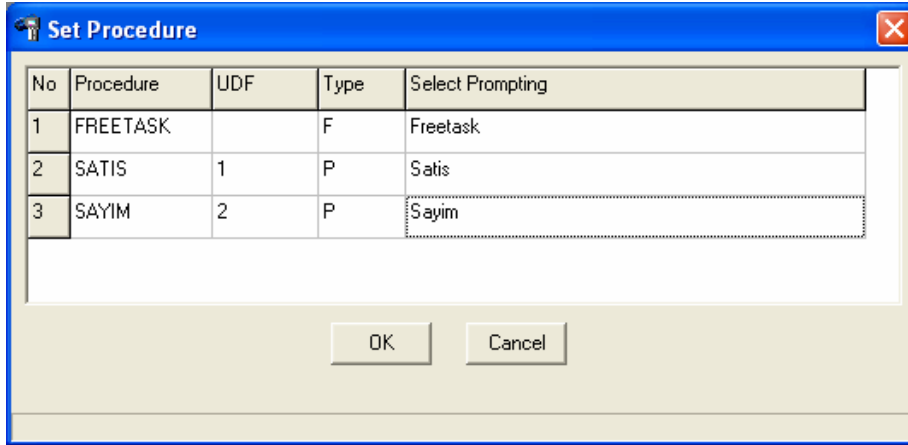 Set Procedure
No Procedure UDF Type Select Prompting
1 FREETASK F Freetask
2 SATIS 1 P Satis
3 SAYIM 2 P Sayim
OK Cancel